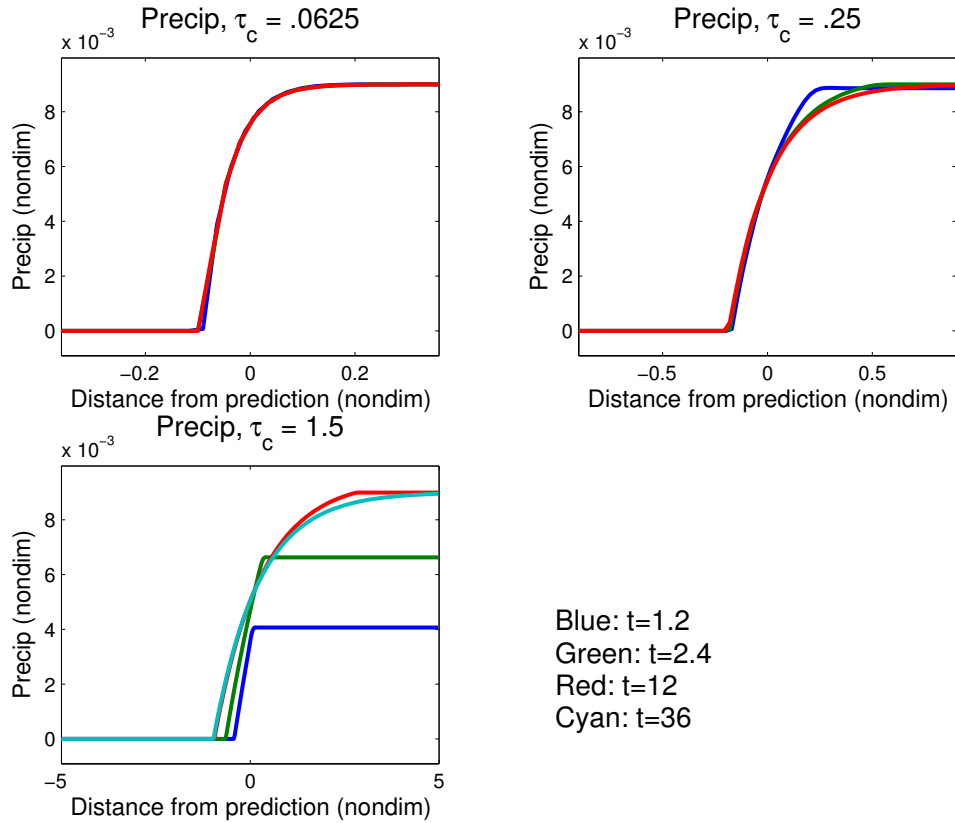 Precip, τc = .0625
x 10−3
Precip (nondim)
8
6
4
2
0
−0.2 0 0.2
Distance from prediction (nondim)
Precip, τc = .25
x 10−3
Precip (nondim)
8
6
4
2
0
−0.5 0 0.5
Distance from prediction (nondim)
Precip, τc = 1.5
x 10−3
Precip (nondim)
8
6
4
2
0
−5 0 5
Distance from prediction (nondim)
Blue: t=1.2
Green: t=2.4
Red: t=12
Cyan: t=36